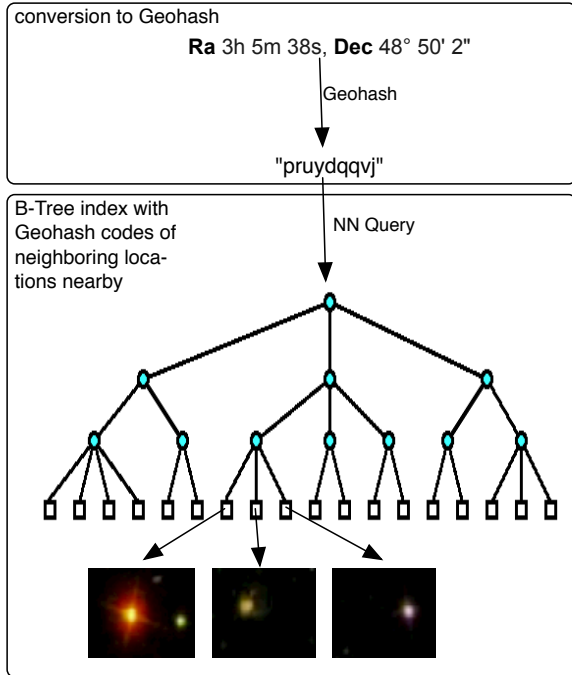 conversion to Geohash
Ra 3h 5m 38s, Dec 48° 50' 2"
Geohash
"pruydqqvj"
B-Tree index with
Geohash codes of
neighboring loca-
tions nearby
NN Query